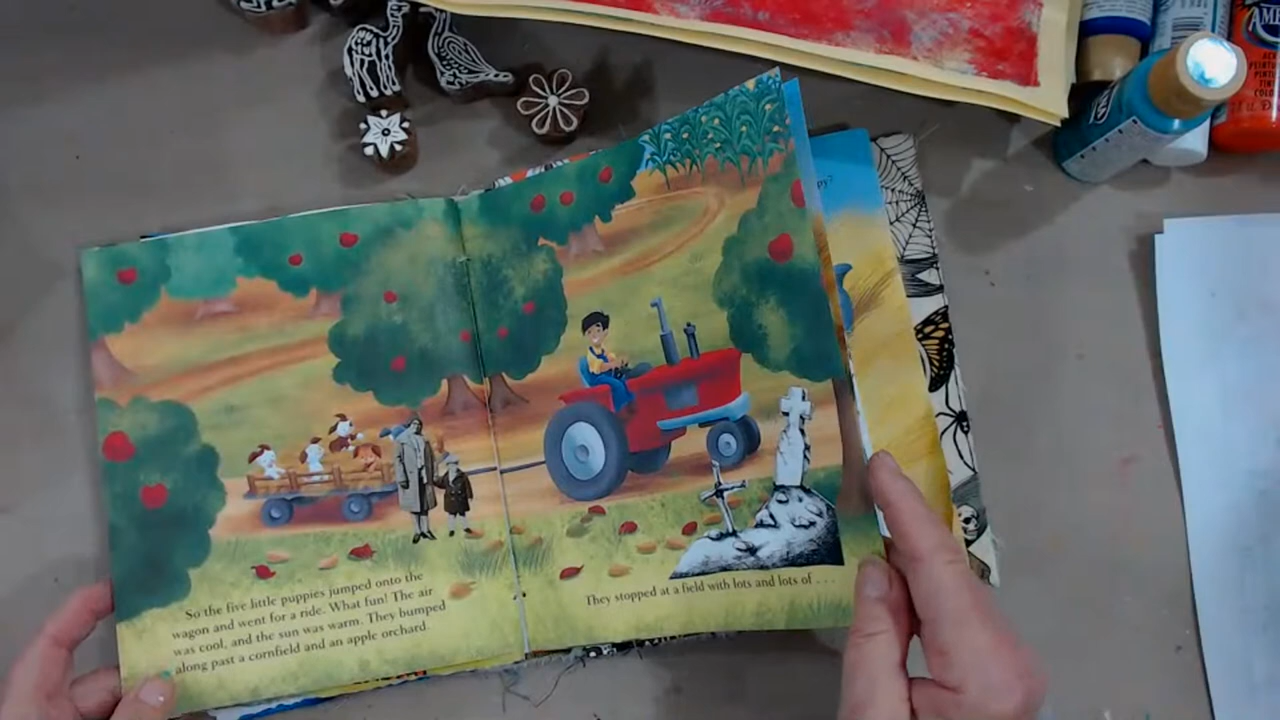 So the five little puppies jumped onto the
wagon and went for a ride. What fun! The air
was cool, and the sun was warm. They bumped
along past a cornfield and an apple orchard.
They stopped at a field with lots and lots of . . .